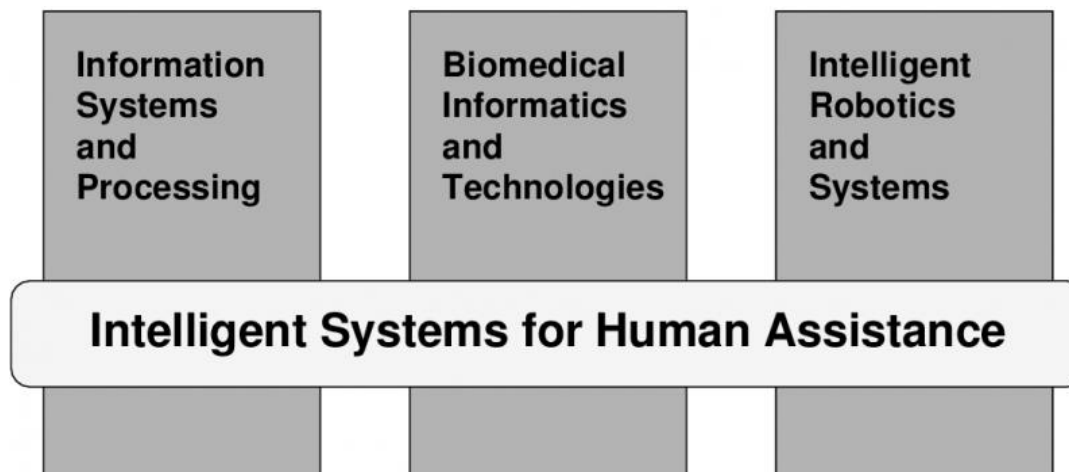 Information
Systems
and
Processing
Biomedical
Informatics
and
Technologies
Intelligent
Robotics
and
Systems
Intelligent Systems for Human Assistance